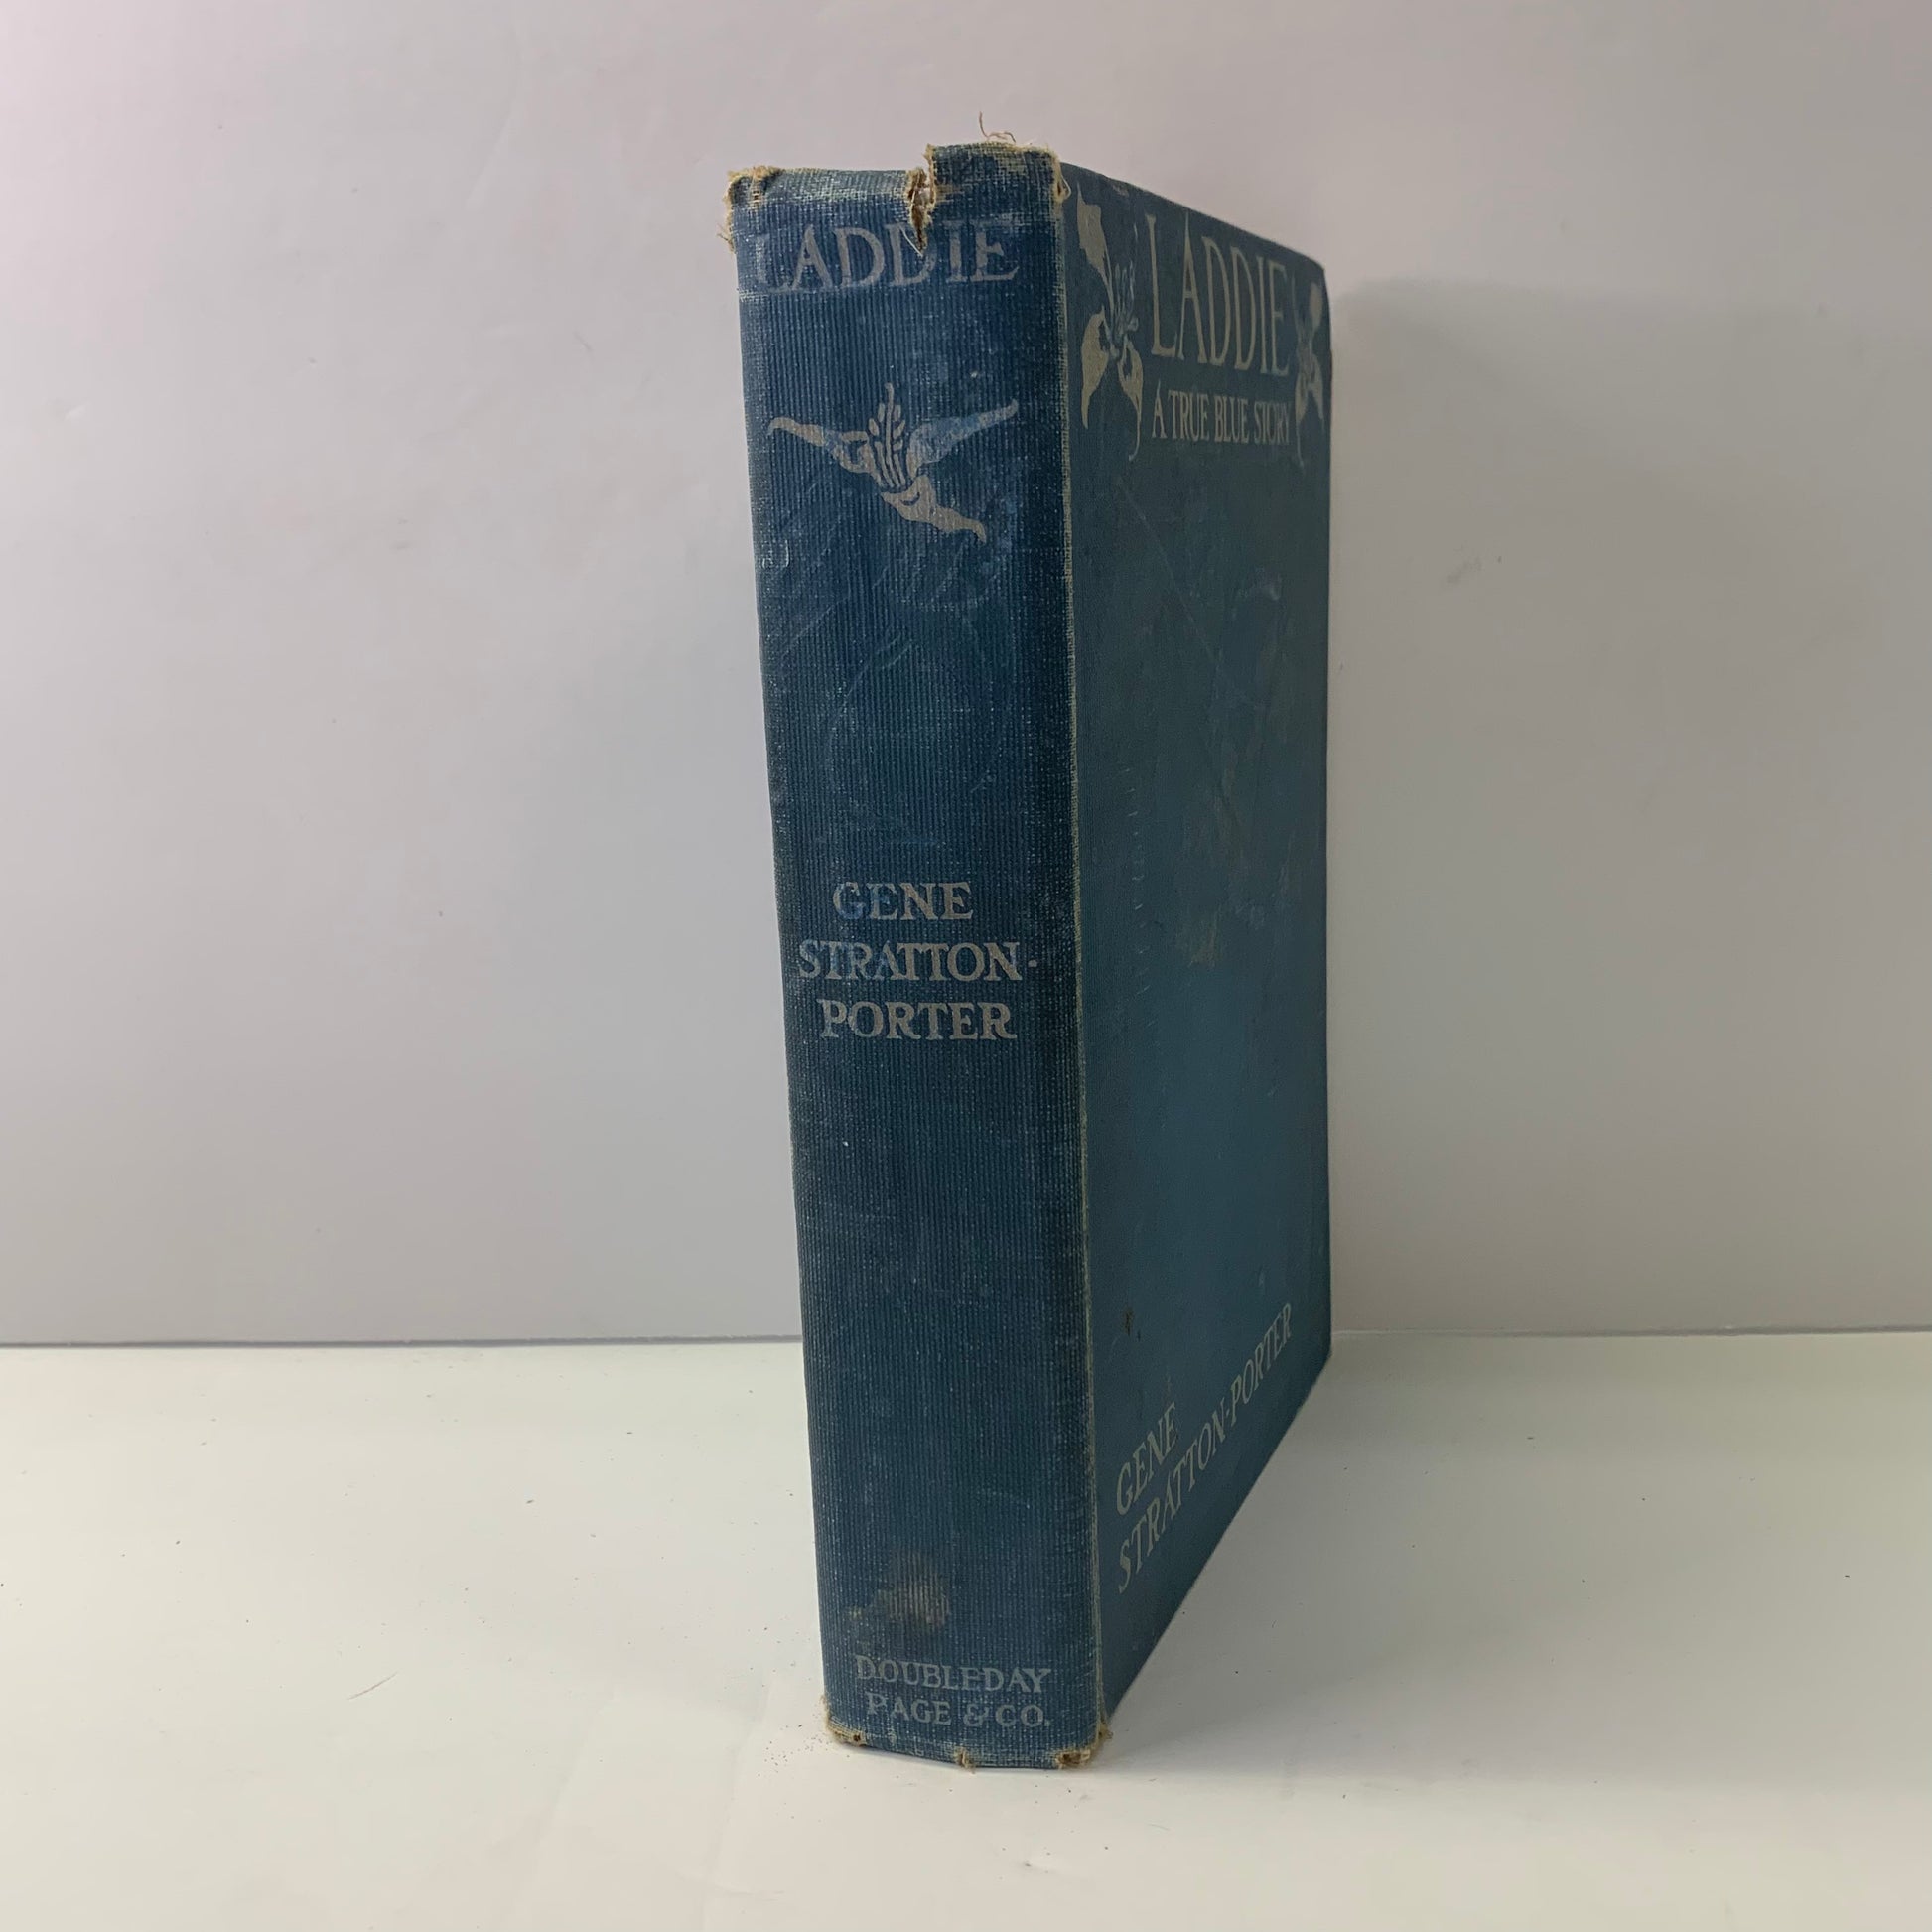 LADDIE
GENE
STRATTON-
PORTER
DOUBLEDAY
PAGE & CO.
LADDIE
A TRUE BLUE STORY
GENE
STRATTON-PORTER